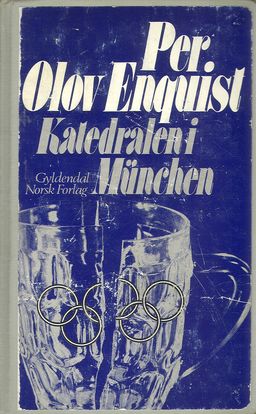 Per
Olov Enquist
Katedralen i
München
Gyldendal
Norsk Forlag